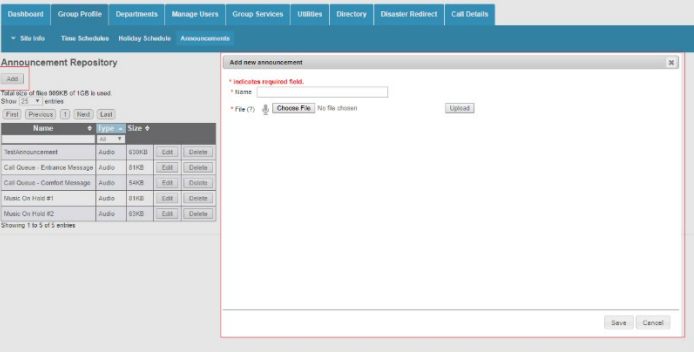 Dashboard Group Profile Departments Manage Users Group Services Utilities Directory Disaster Redirect Call Details
Site Info Time Schedules Holiday Schedule Announcements
Announcement Repository
Add
Total size of files 909KB of 1GB is used.
Show 25 entries
First Previous 1 Next Last
Name Type Size
All
TestAnnouncement Audio 630KB Edit Delete
Call Queue - Entrance Message Audio 81KB Edit Delete
Call Queue - Comfort Message Audio 54KB Edit Delete
Music On Hold #1 Audio 81KB Edit Delete
Music On Hold #2 Audio 63KB Edit Delete
Showing 1 to 5 of 5 entries
Add new announcement
* indicates required field.
* Name
* File (?) Choose File No file chosen Upload
Save Cancel